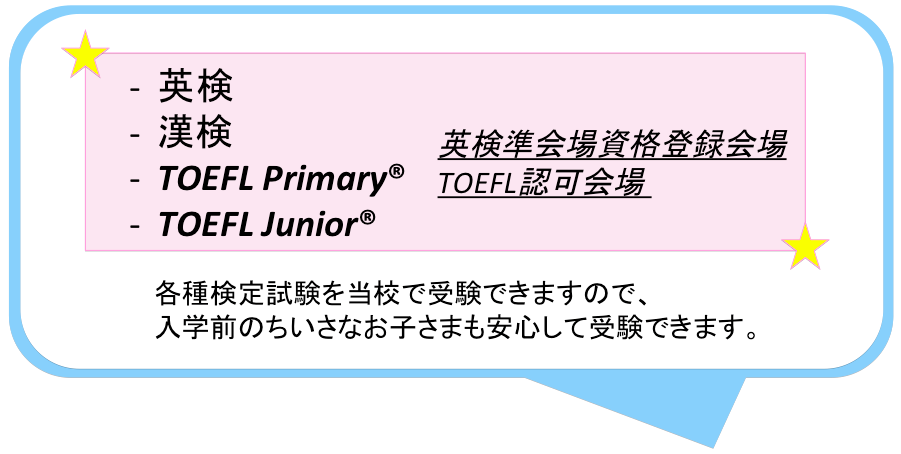 - 英検
- 漢検
- TOEFL Primary®
- TOEFL Junior®
英検準会場資格登録会場
TOEFL認可会場
各種検定試験を当校で受験できますので、
入学前のちいさなお子さまも安心して受験できます。